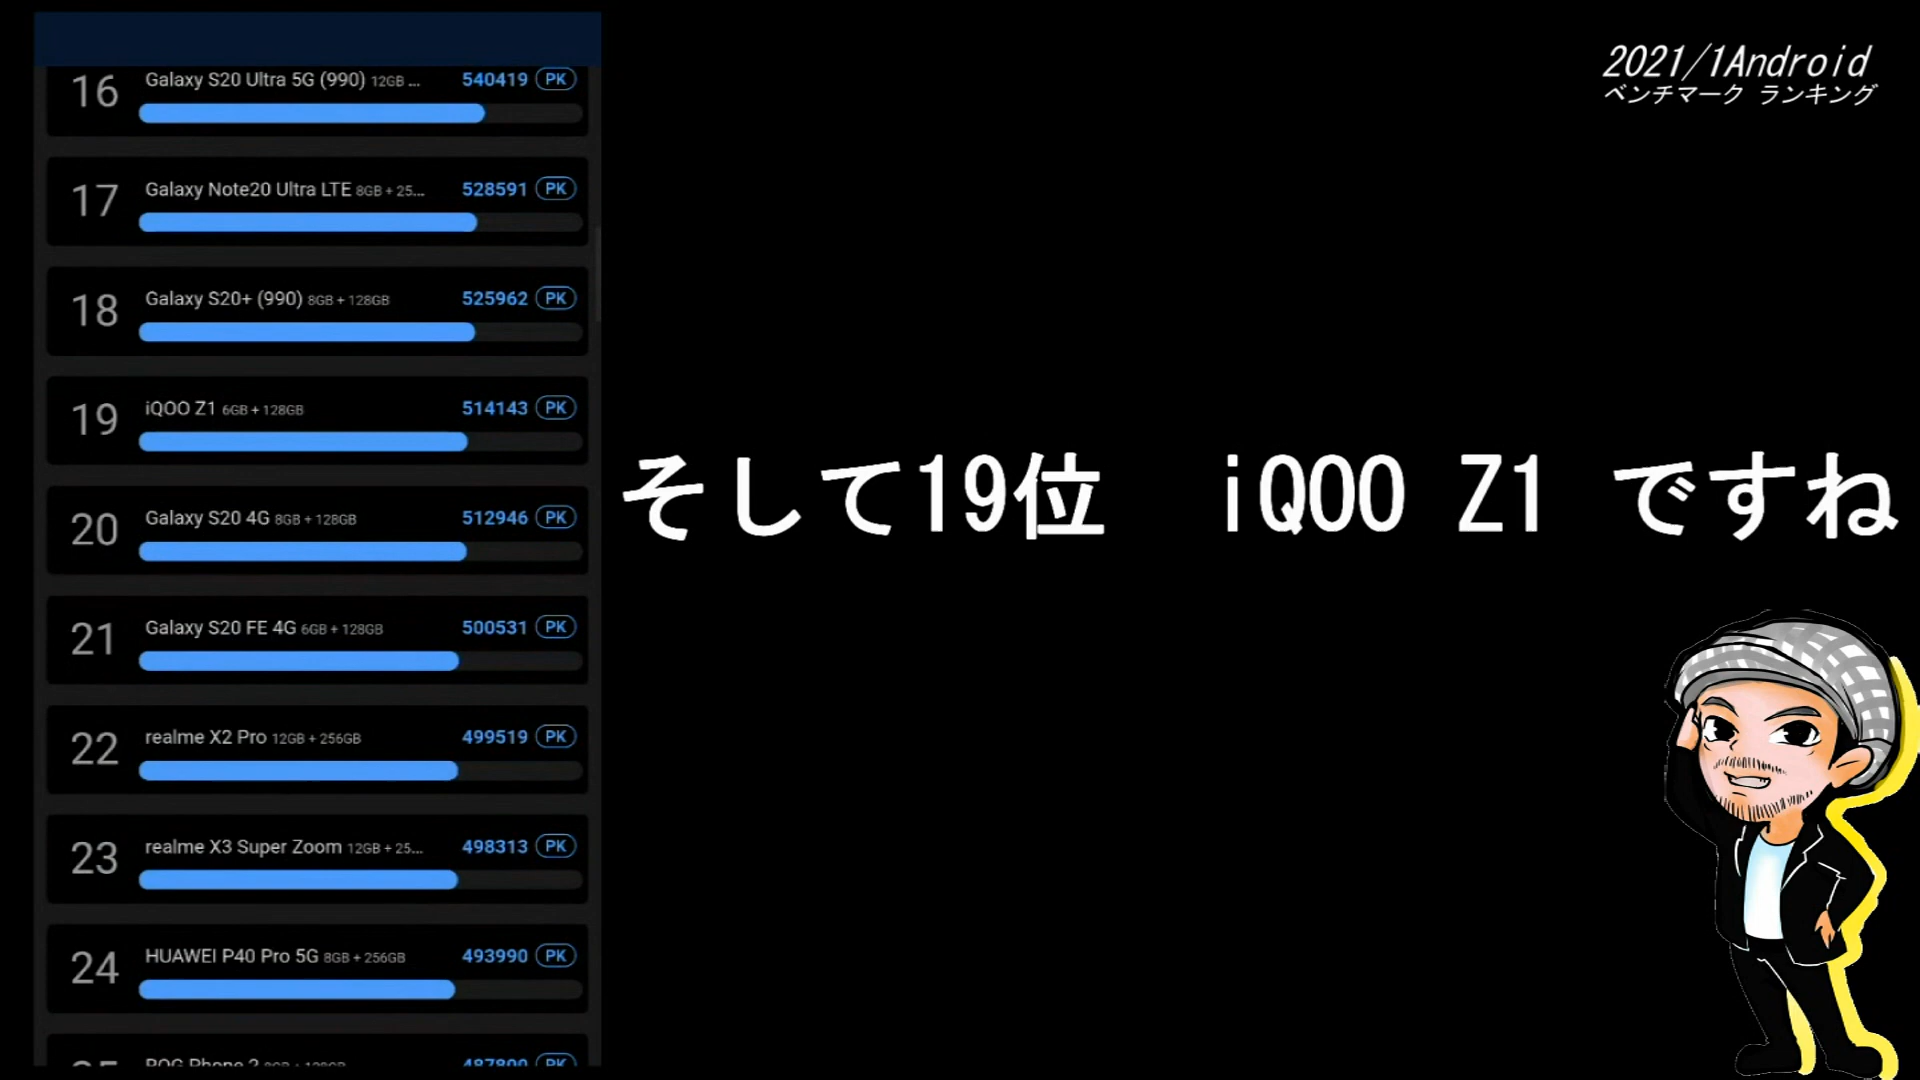 16 Galaxy S20 Ultra 5G (990) 12GB ... 540419 PK
17 Galaxy Note20 Ultra LTE 8GB + 25... 528591 PK
18 Galaxy S20+ (990) 8GB + 128GB 525962 PK
19 iQOO Z1 6GB + 128GB 514143 PK
20 Galaxy S20 4G 8GB + 128GB 512946 PK
21 Galaxy S20 FE 4G 6GB + 128GB 500531 PK
22 realme X2 Pro 12GB + 256GB 499519 PK
23 realme X3 Super Zoom 12GB + 25... 498313 PK
24 HUAWEI P40 Pro 5G 8GB + 256GB 493990 PK
ROG Phone 2 PK
2021/1Android
ベンチマーク ランキング
そして19位 iQOO Z1 ですね